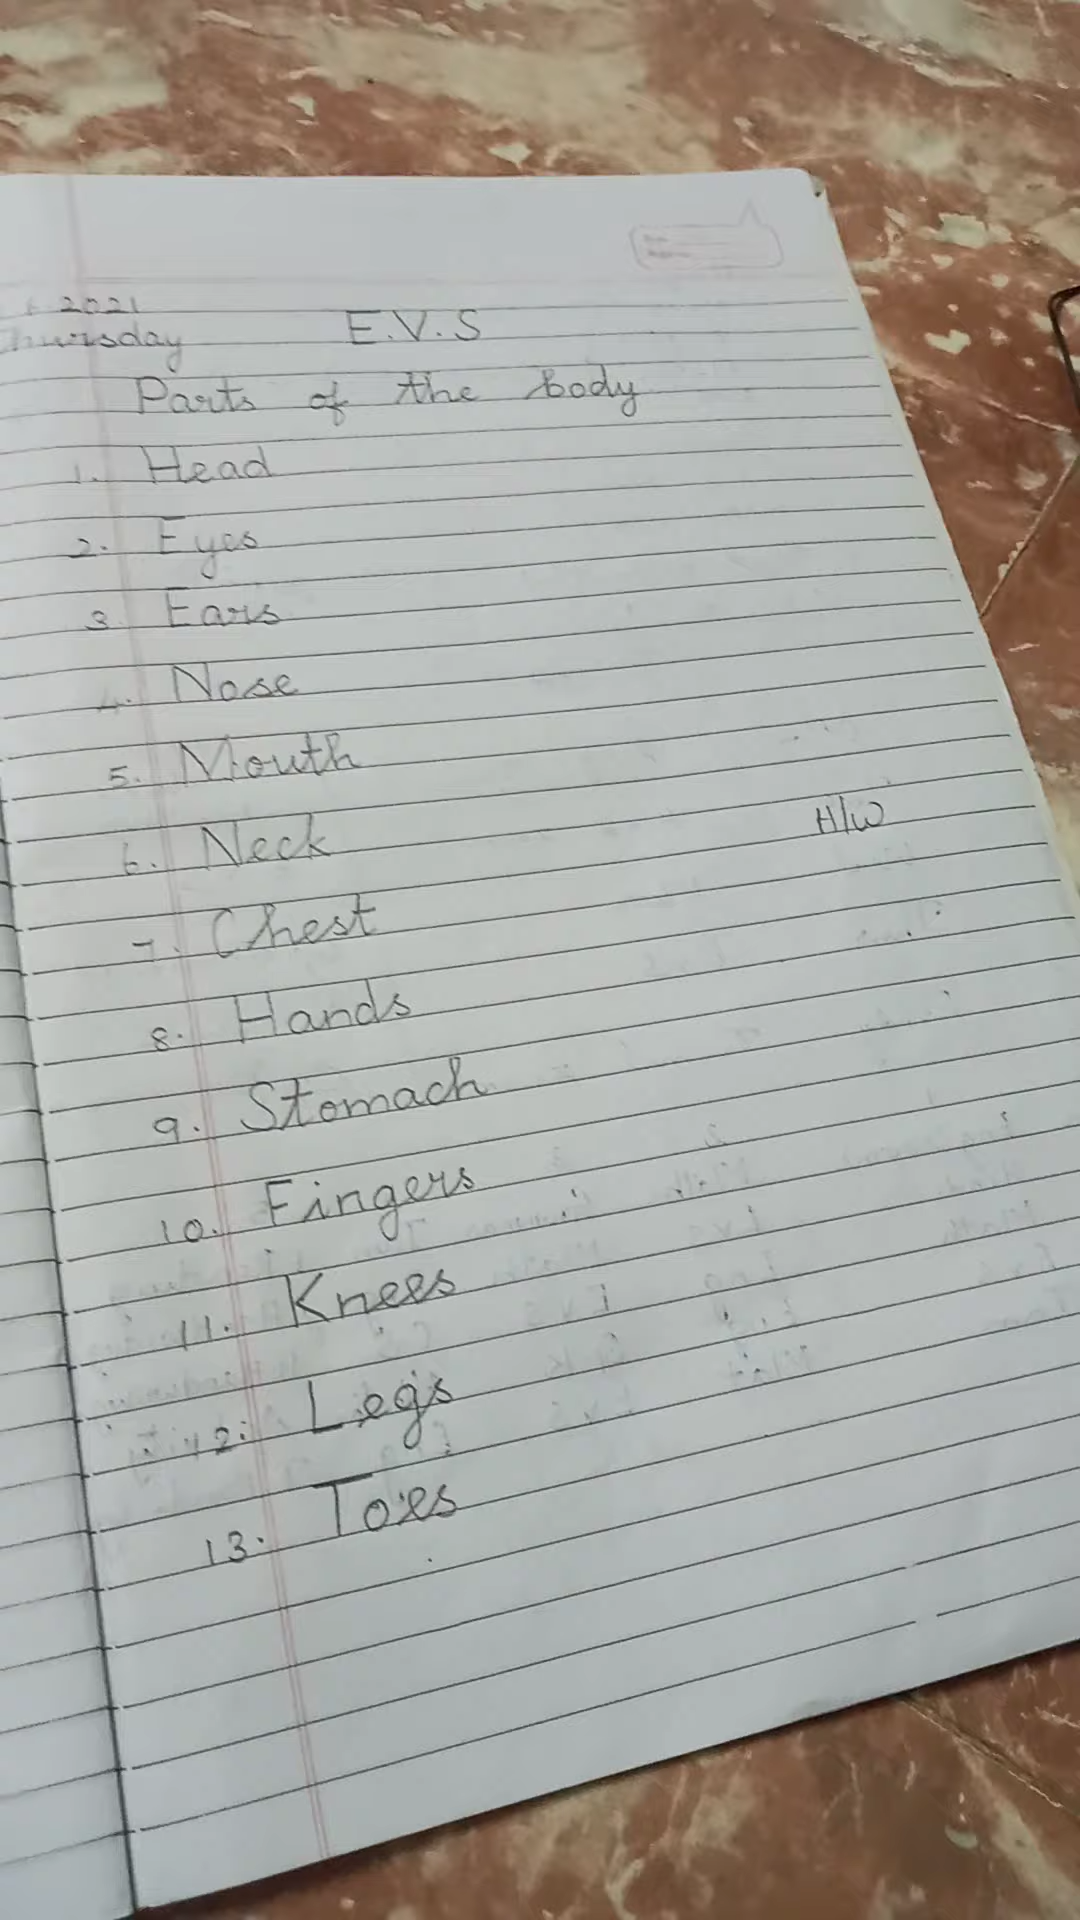 2021
Thursday E.V.S
Parts of the body
1. Head
2. Eyes
3. Ears
4. Nose
5. Mouth
6. Neck
H/W
7. Chest
8. Hands
9. Stomach
10. Fingers
11. Knees
12. Legs
13. Toes